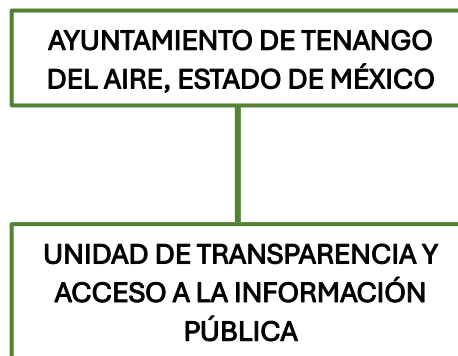 AYUNTAMIENTO DE TENANGO
DEL AIRE, ESTADO DE MÉXICO
UNIDAD DE TRANSPARENCIA Y
ACCESO A LA INFORMACIÓN
PÚBLICA